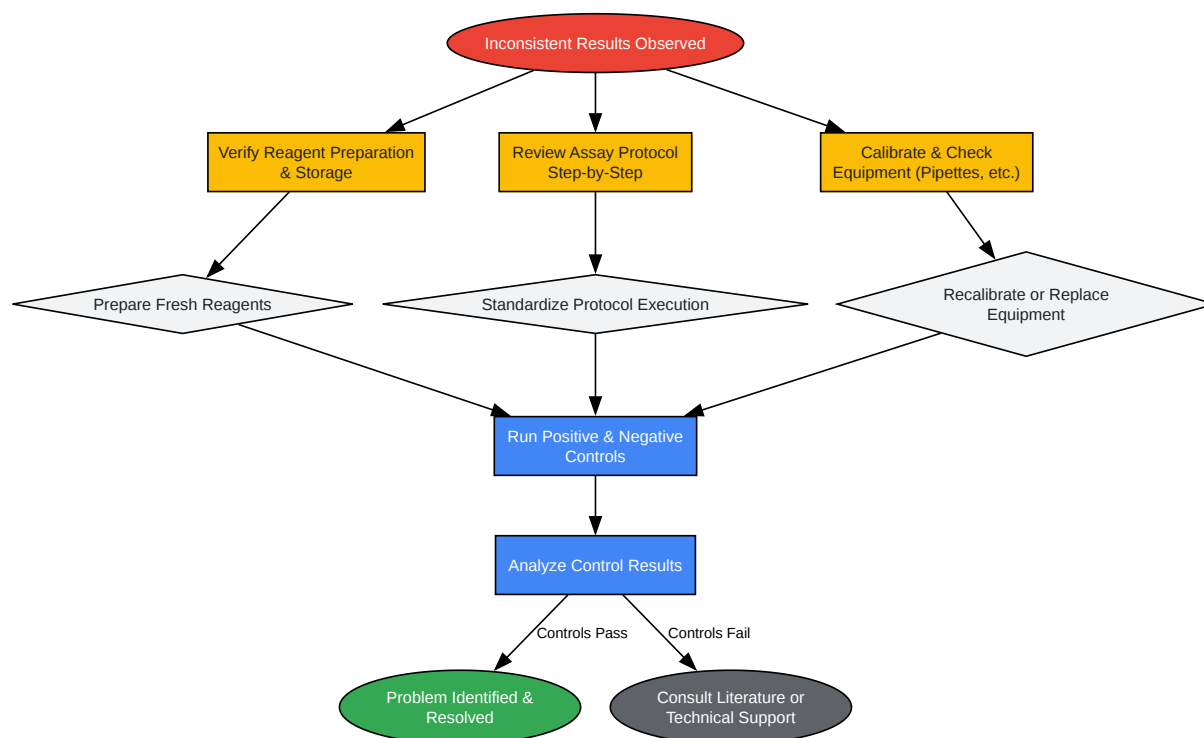 Inconsistent Results Observed
Verify Reagent Preparation
& Storage
Review Assay Protocol
Step-by-Step
Calibrate & Check
Equipment (Pipettes, etc.)
Prepare Fresh Reagents
Standardize Protocol Execution
Recalibrate or Replace
Equipment
Run Positive & Negative
Controls
Analyze Control Results
Controls Pass
Controls Fail
Problem Identified &
Resolved
Consult Literature or
Technical Support